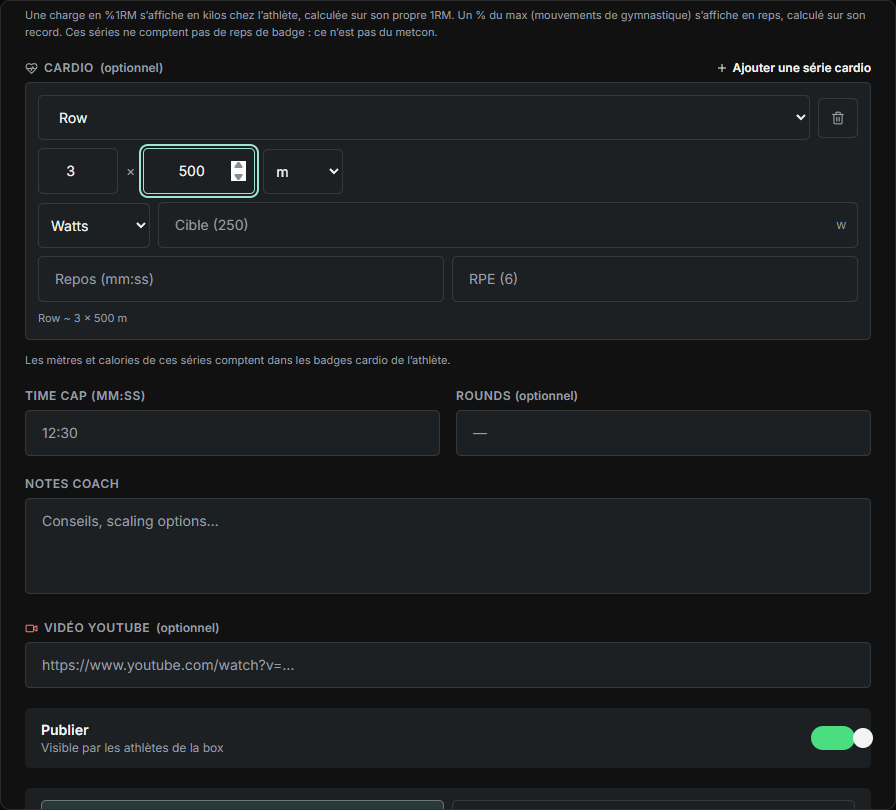 Une charge en %1RM s'affiche en kilos chez l'athlète, calculée sur son propre 1RM. Un % du max (mouvements de gymnastique) s'affiche en reps, calculé sur son
record. Ces séries ne comptent pas de reps de badge : ce n'est pas du metcon.
CARDIO (optionnel)
+ Ajouter une série cardio
Row
3 × 500 m
Watts
Cible (250) W
Repos (mm:ss)
RPE (6)
Row ~ 3 × 500 m
Les mètres et calories de ces séries comptent dans les badges cardio de l'athlète.
TIME CAP (MM:SS)
ROUNDS (optionnel)
12:30
—
NOTES COACH
Conseils, scaling options...
VIDÉO YOUTUBE (optionnel)
https://www.youtube.com/watch?v=...
Publier
Visible par les athlètes de la box